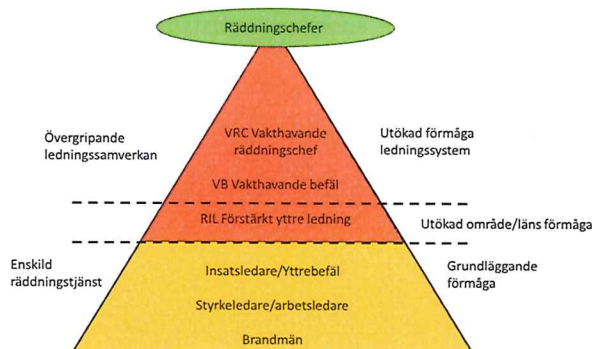 Räddningschefer
Övergripande
ledningssamverkan
VRC Vakthavande
räddningschef
VB Vakthavande befäl
Utökad förmåga
ledningssystem
RIL Förstärkt yttre ledning
Utökad område/läns förmåga
Enskild
räddningstjänst
Insatsledare/Yttrebefäl
Styrkeledare/arbetsledare
Brandmän
Grundläggande
förmåga